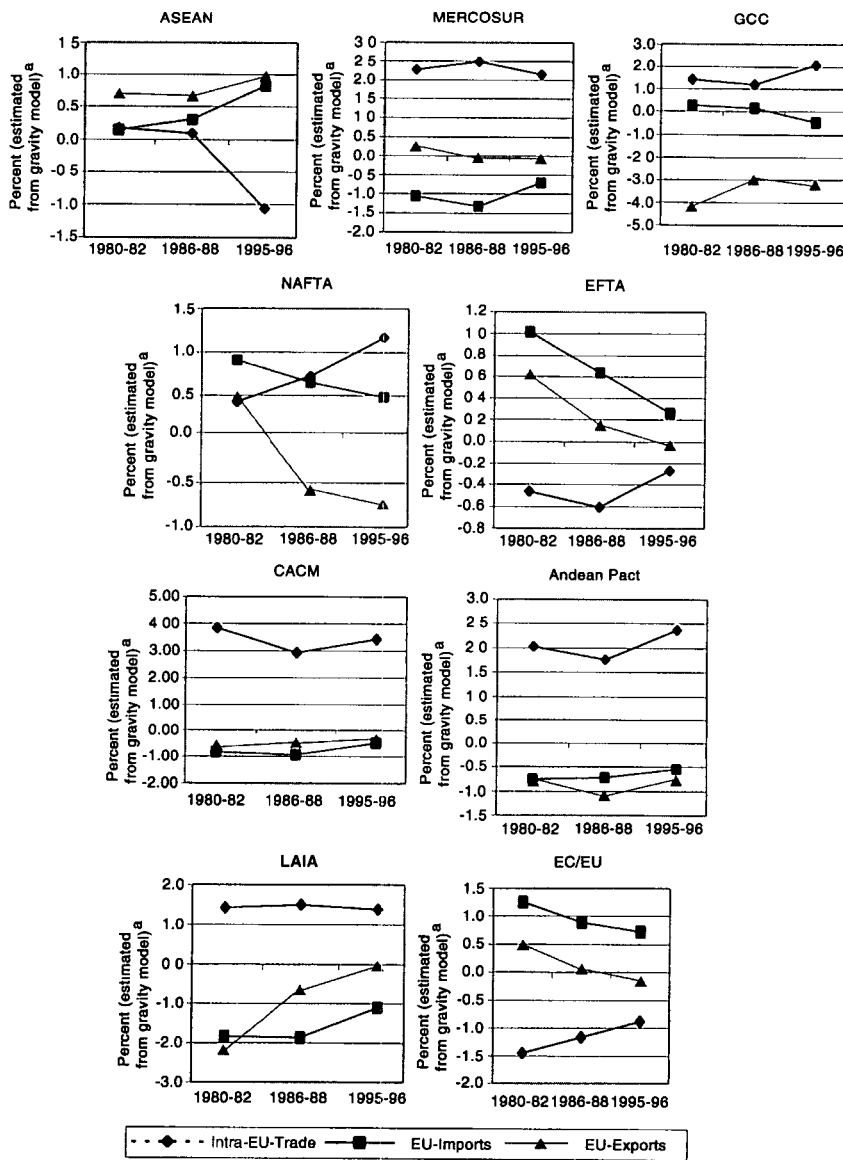 ASEAN
Percent (estimated
from gravity model)a
1.5
1.0
0.5
0.0
-0.5
-1.0
1.5
1980-82 1986-88 1995-96
MERCOSUR
Percent (estimated
from gravity model)a
3 0
2.5
2.0
1.5
1.0
0.5
0.0
-0.5
-1.0
-1.5
-2.0
1980-82 1986-88 1995-96
GCC
Percent (estimated
from gravity model)a
3.0
2.0
1.0
0.0
-1.0
-2.0
-3.0
-4.0
-5.0
1980-82 1986-88 1995-96
NAFTA
Percent (estimated
from gravity model)a
1.5
1.0
0.5
0.0
-0.5
-1.0
1980-82 1986-88 1995-96
EFTA
Percent (estimated
from gravity model)a
1.2
1.0
0.8
0 6
0 4
0.2
0.0
-0.2
-0.4
-0 6
-0.8
1980-82 1986-88 1995-96
CACM
Percent (estimated
from gravity model)a
5.00
4.00
3.00
2.00
1.00
0.00
-1.00
-2.00
1980-82 1986-88 1995-96
Andean Pact
Percent (estimated
from gravity model)a
3.0
2 5
2 0
1.5
1 0
0.5
0.0
-0.5
-1.0
-1.5
1980-82 1986-88 1995-96
LAIA
Percent (estimated
from gravity model)a
2.0
1.0
0.0
-1.0
-2.0
-3.0
1980-82 1986-88 1995-96
EC/EU
Percent (estimated
from gravity model)a
1.5
1.0
0.5
0.0
-0.5
-1.0
-1.5
-2.0
1980-82 1986-88 1995-96
Intra-EU-Trade EU-Imports EU-Exports